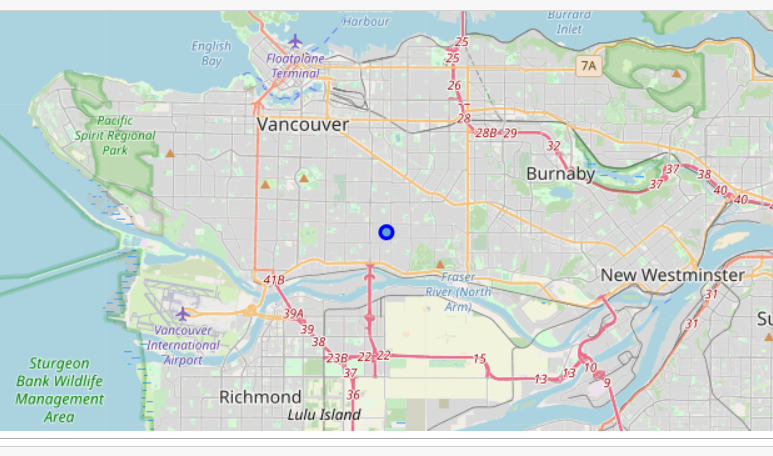 Harbour
Burrard
Inlet
English
Bay
Floatplane
Terminal
25
25
7A
26
28
28B
29
32
Pacific
Spirit Regional
Park
Vancouver
Burnaby
37
37
38
40
40
41B
Fraser
River (North
Arm)
New Westminster
31
31
39A
39
38
Vancouver
International
Airport
23B
22
22
15
37
36
13
13
10
9
Su
Sturgeon
Bank Wildlife
Management
Area
Richmond
Lulu Island